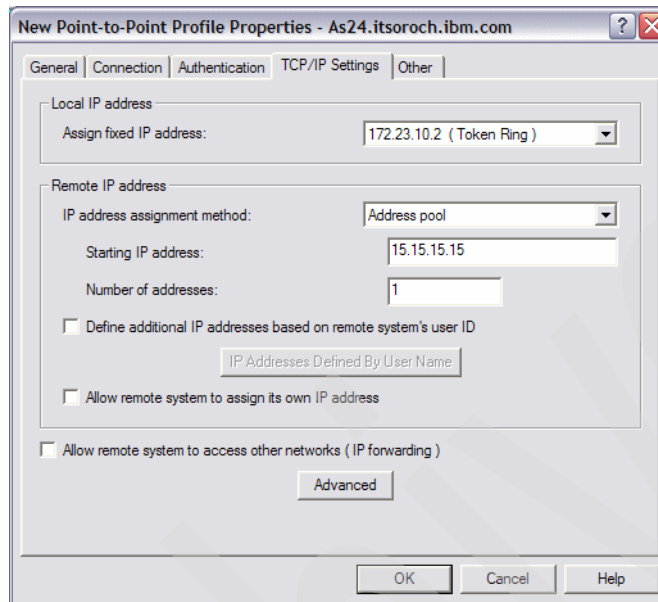 New Point-to-Point Profile Properties - As24.itsoroch.ibm.com
General Connection Authentication TCP/IP Settings Other
Local IP address
Assign fixed IP address: 172.23.10.2 ( Token Ring )
Remote IP address
IP address assignment method: Address pool
Starting IP address: 15.15.15.15
Number of addresses: 1
Define additional IP addresses based on remote system's user ID
IP Addresses Defined By User Name
Allow remote system to assign its own IP address
Allow remote system to access other networks ( IP forwarding )
Advanced
OK Cancel Help